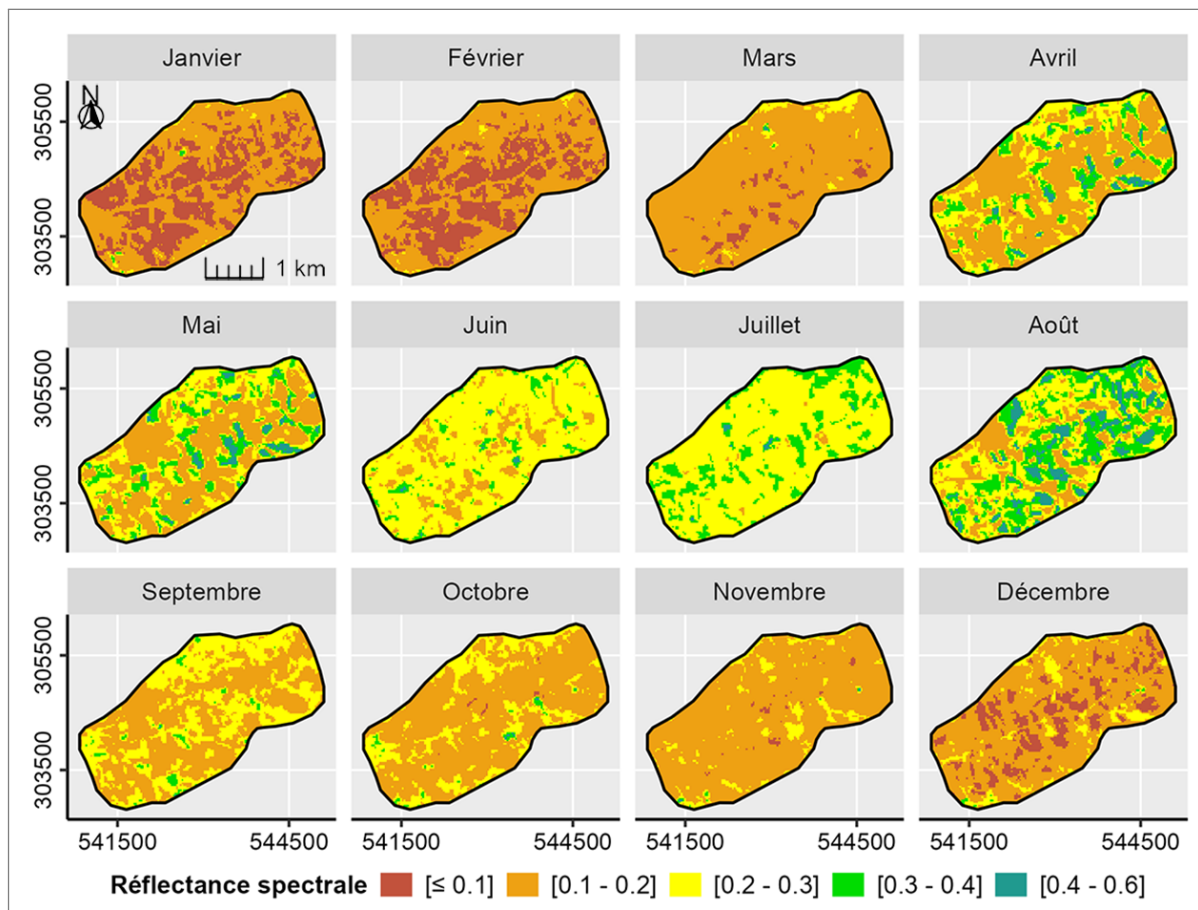 Janvier Février Mars Avril
N
305500
303500
1 km
Mai Juin Juillet Août
305500
303500
Septembre Octobre Novembre Décembre
305500
303500
541500 544500 541500 544500 541500 544500 541500 544500
Réflectance spectrale [≤ 0.1] [0.1 - 0.2] [0.2 - 0.3] [0.3 - 0.4] [0.4 - 0.6]